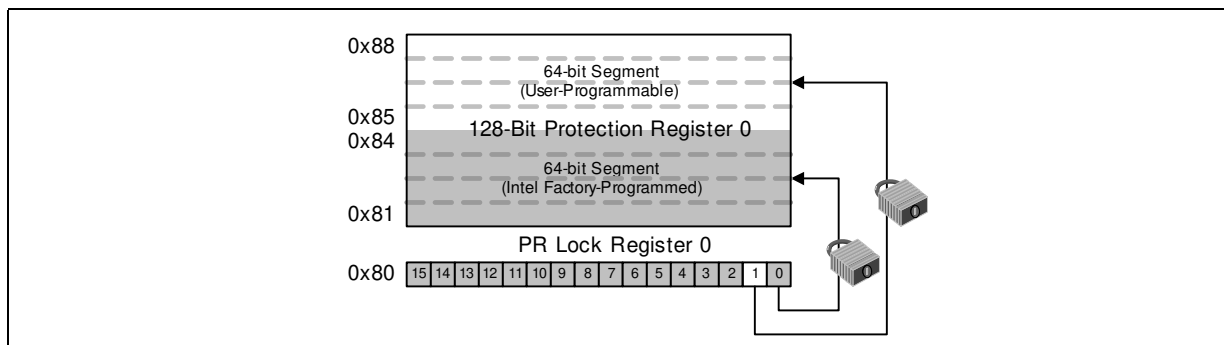 0x88
64-bit Segment
(User-Programmable)
0x85
128-Bit Protection Register 0
0x84
64-bit Segment
(Intel Factory-Programmed)
0x81
PR Lock Register 0
0x80 15 14 13 12 11 10 9 8 7 6 5 4 3 2 1 0